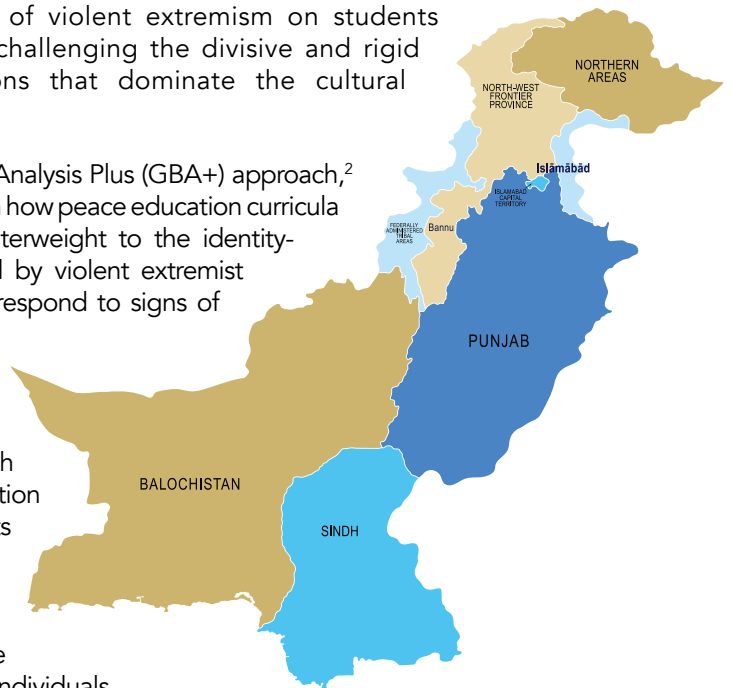 of violent extremism on students
challenging the divisive and rigid
ons that dominate the cultural
Analysis Plus (GBA+) approach,2
how peace education curricula
terweight to the identity-
by violent extremist
respond to signs of
tion
ts
individuals
NORTHERN
AREAS
NORTH-WEST
FRONTIER
PROVINCE
Islāmābād
ISLAMABAD
CAPITAL
TERRITORY
FEDERALLY
ADMINISTERED
TRIBAL
AREAS
Bannu
PUNJAB
BALOCHISTAN
SINDH